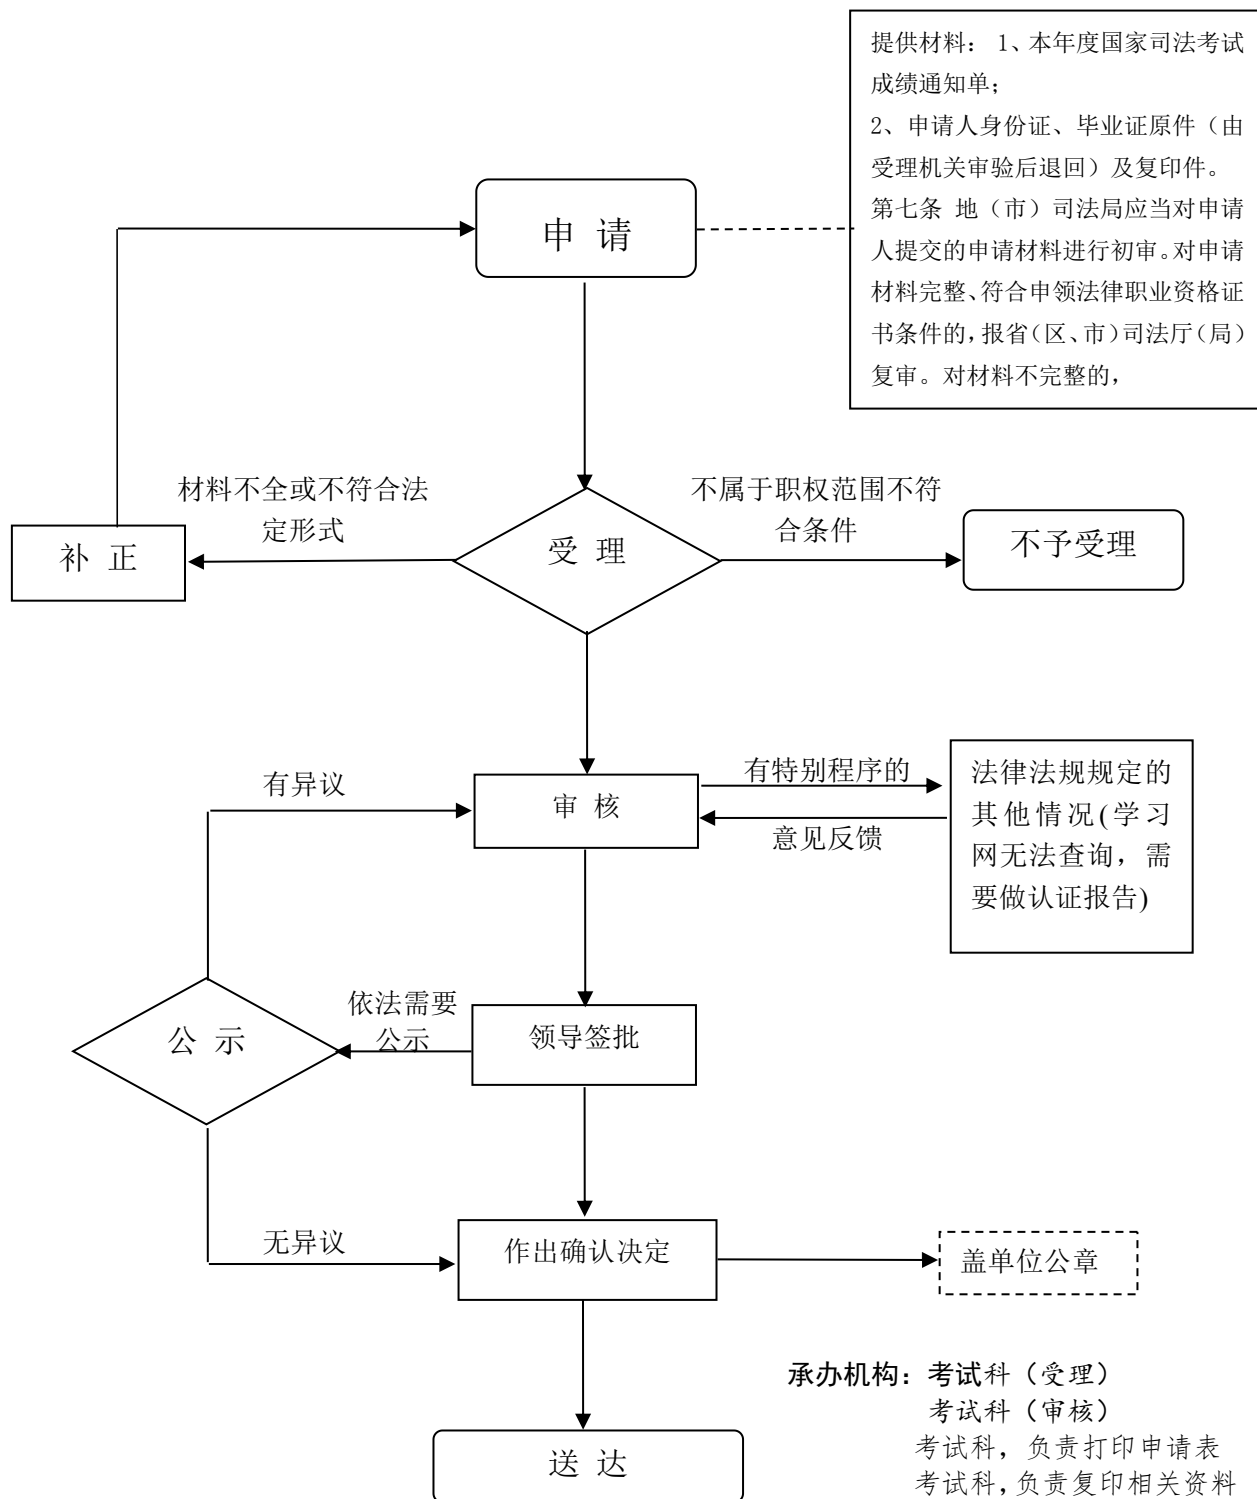 提供材料： 1、本年度国家司法考试
成绩通知单；
2、申请人身份证、毕业证原件（由
受理机关审验后退回）及复印件。
第七条 地（市）司法局应当对申请
人提交的申请材料进行初审。对申请
材料完整、符合申领法律职业资格证
书条件的，报省（区、市）司法厅（局）
复审。对材料不完整的，
申 请
材料不全或不符合法
定形式
不属于职权范围不符
合条件
补 正
受 理
不予受理
有异议
审 核
有特别程序的
意见反馈
法律法规规定的
其他情况(学习
网无法查询，需
要做认证报告)
公 示
依法需要
公示
领导签批
无异议
作出确认决定
盖单位公章
承办机构：考试科（受理）
考试科（审核）
考试科，负责打印申请表
考试科，负责复印相关资料
送 达